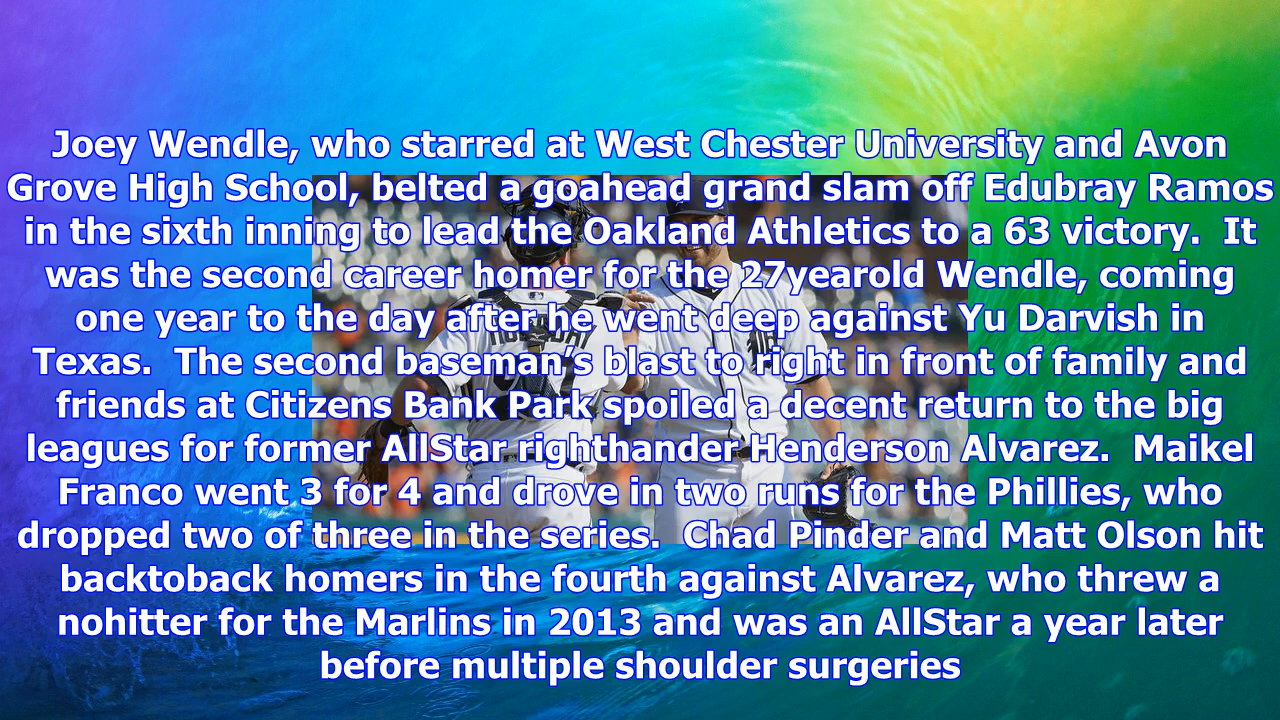 Joey Wendle, who starred at West Chester University and Avon
Grove High School, belted a goahead grand slam off Edubray Ramos
in the sixth inning to lead the Oakland Athletics to a 63 victory.  It
was the second career homer for the 27yearold Wendle, coming
one year to the day after he went deep against Yu Darvish in
Texas.  The second baseman’s blast to right in front of family and
friends at Citizens Bank Park spoiled a decent return to the big
leagues for former AllStar righthander Henderson Alvarez.  Maikel
Franco went 3 for 4 and drove in two runs for the Phillies, who
dropped two of three in the series.  Chad Pinder and Matt Olson hit
backtoback homers in the fourth against Alvarez, who threw a
nohitter for the Marlins in 2013 and was an AllStar a year later
before multiple shoulder surgeries